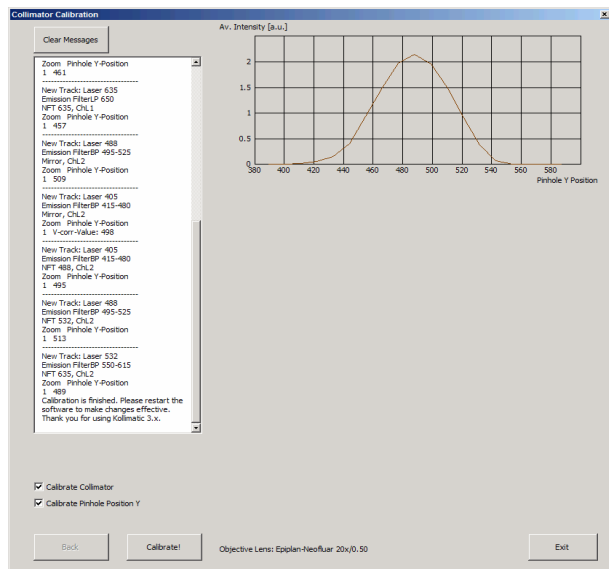 Collimator Calibration
Clear Messages
Zoom Pinhole Y-Position
1 461
--------------------------------
New Track: Laser 635
Emission FilterLP 650
NFT 635, ChL1
Zoom Pinhole Y-Position
1 457
--------------------------------
New Track: Laser 488
Emission FilterBP 495-525
Mirror, ChL2
Zoom Pinhole Y-Position
1 509
--------------------------------
New Track: Laser 405
Emission FilterBP 415-480
Mirror, ChL2
Zoom Pinhole Y-Position
1 V-corr-Value: 498
--------------------------------
New Track: Laser 405
Emission FilterBP 415-480
NFT 488, ChL2
Zoom Pinhole Y-Position
1 495
--------------------------------
New Track: Laser 488
Emission FilterBP 495-525
NFT 532, ChL2
Zoom Pinhole Y-Position
1 513
--------------------------------
New Track: Laser 532
Emission FilterBP 550-615
NFT 635, ChL2
Zoom Pinhole Y-Position
1 489
Calibration is finished. Please restart the
software to make changes effective.
Thank you for using Kollimatic 3.x.
Av. Intensity [a.u.]
2
1.5
1
0.5
0
380 400 420 440 460 480 500 520 540 560 580
Pinhole Y Position
Calibrate Collimator
Calibrate Pinhole Position Y
Back
Calibrate!
Objective Lens: Epiplan-Neofluar 20x/0.50
Exit